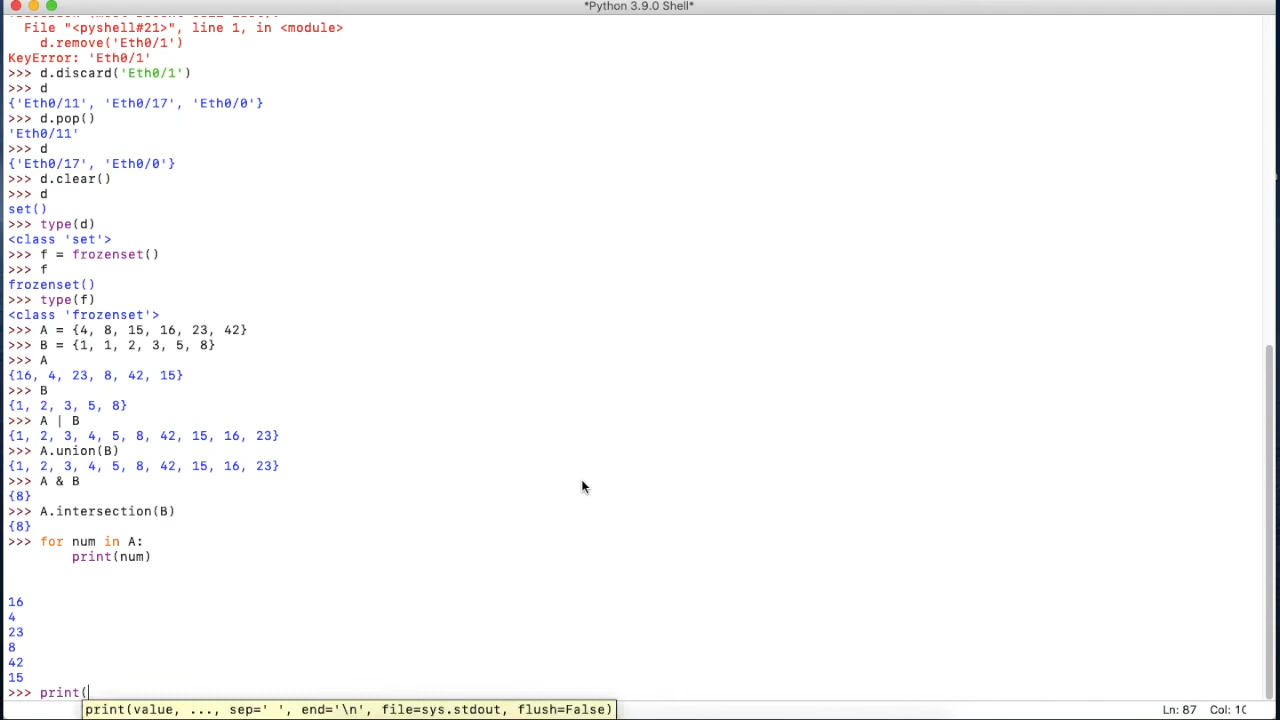 *Python 3.9.0 Shell*
File "<pyshell#21>", line 1, in <module>
d.remove('Eth0/1')
KeyError: 'Eth0/1'
>>> d.discard('Eth0/1')
>>> d
{'Eth0/11', 'Eth0/17', 'Eth0/0'}
>>> d.pop()
'Eth0/11'
>>> d
{'Eth0/17', 'Eth0/0'}
>>> d.clear()
>>> d
set()
>>> type(d)
<class 'set'>
>>> f = frozenset()
>>> f
frozenset()
>>> type(f)
<class 'frozenset'>
>>> A = {4, 8, 15, 16, 23, 42}
>>> B = {1, 1, 2, 3, 5, 8}
>>> A
{16, 4, 23, 8, 42, 15}
>>> B
{1, 2, 3, 5, 8}
>>> A | B
{1, 2, 3, 4, 5, 8, 42, 15, 16, 23}
>>> A.union(B)
{1, 2, 3, 4, 5, 8, 42, 15, 16, 23}
>>> A & B
{8}
>>> A.intersection(B)
{8}
>>> for num in A:
print(num)
16
4
23
8
42
15
>>> print(
print(value, ..., sep=' ', end='\n', file=sys.stdout, flush=False)
Ln: 87 Col: 10